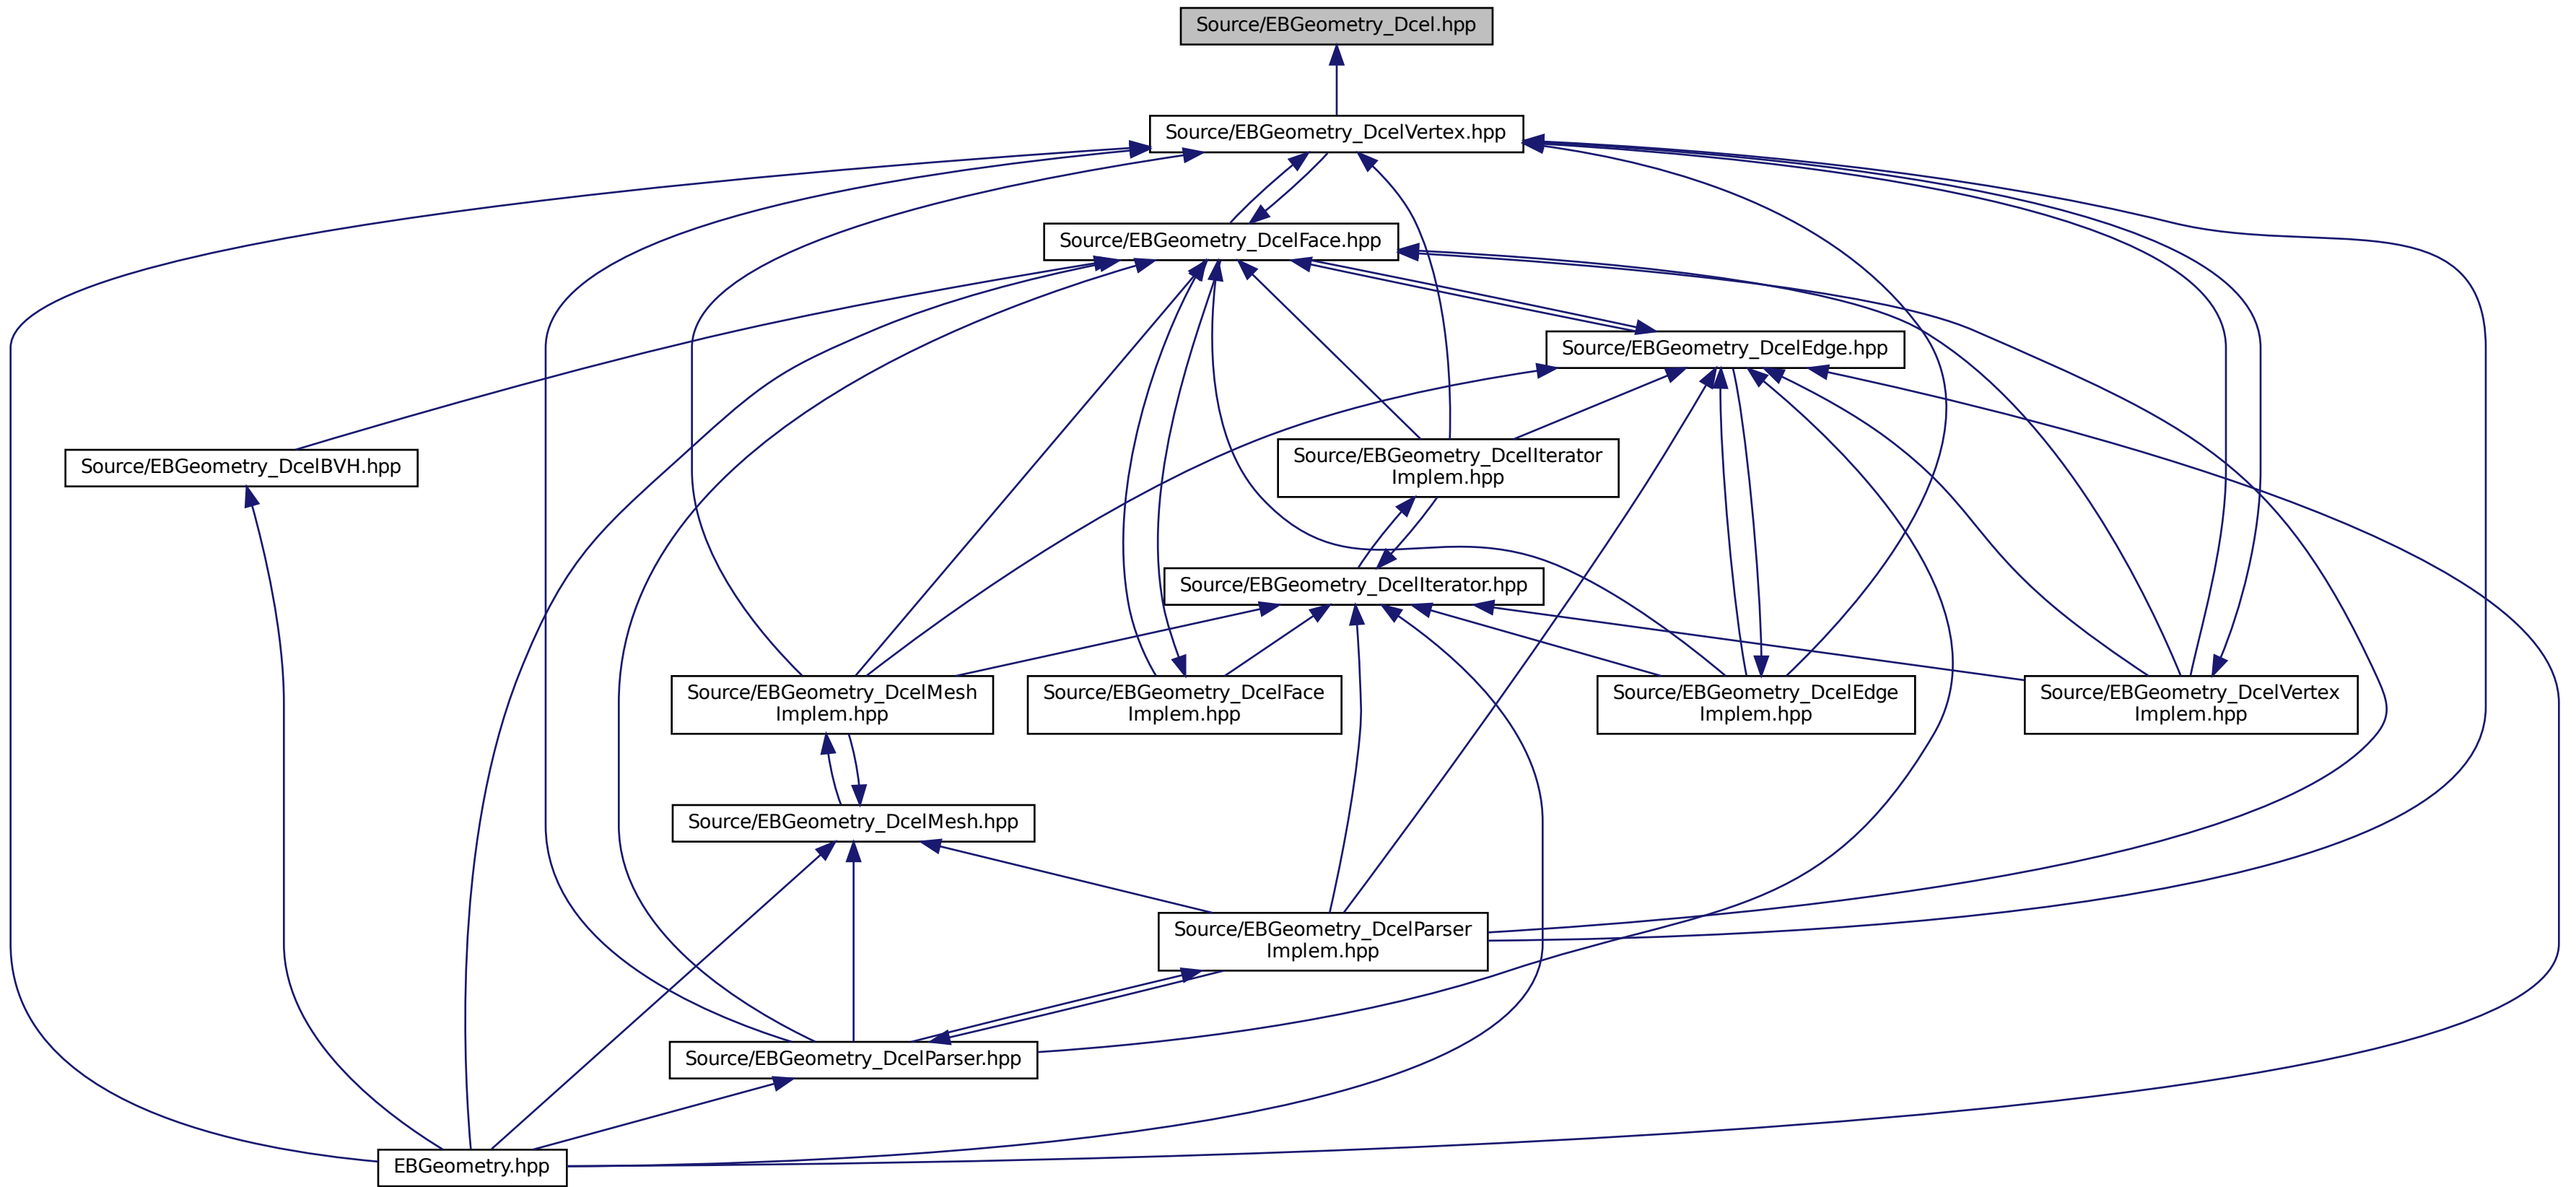 Source/EBGeometry_Dcel.hpp
Source/EBGeometry_DcelVertex.hpp
Source/EBGeometry_DcelFace.hpp
Source/EBGeometry_DcelEdge.hpp
Source/EBGeometry_DcelBVH.hpp
Source/EBGeometry_DcelIterator
Implem.hpp
Source/EBGeometry_DcelIterator.hpp
Source/EBGeometry_DcelMesh
Implem.hpp
Source/EBGeometry_DcelFace
Implem.hpp
Source/EBGeometry_DcelEdge
Implem.hpp
Source/EBGeometry_DcelVertex
Implem.hpp
Source/EBGeometry_DcelMesh.hpp
Source/EBGeometry_DcelParser
Implem.hpp
Source/EBGeometry_DcelParser.hpp
EBGeometry.hpp